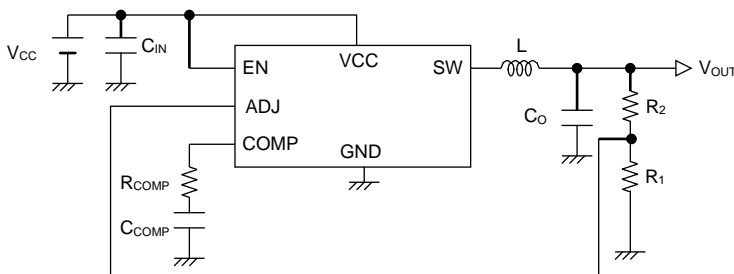 L
VCC
CIN
EN
VCC
SW
VOUT
ADJ
CO
R2
COMP
GND
RCOMP
R1
CCOMP